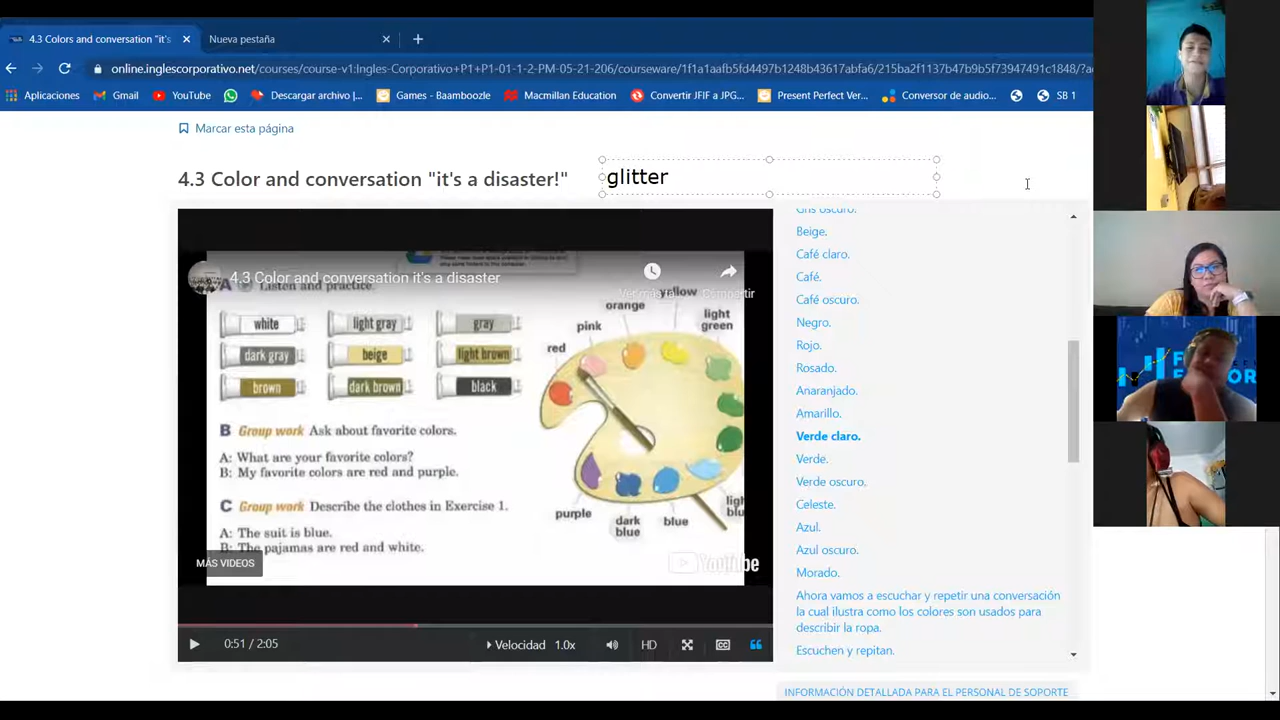 4.3 Colors and conversation "it's
Nueva pestaña
online.inglescorporativo.net/courses/course-v1:Ingles-Corporativo+P1+P1-01-1-2-PM-05-21-206/courseware/1f1a1aafb5fd4497b1248b43617abfa6/215ba2f1137b47b9b5f73947491c1848/?a
Aplicaciones
Gmail
YouTube
Descargar archivo |...
Games - Baamboozle
Macmillan Education
Convertir JFIF a JPG...
Present Perfect Ver...
Conversor de audio...
SB 1
Marcar esta página
4.3 Color and conversation "it's a disaster!"
glitter
4.3 Color and conversation it's a disaster
A Listen and practice.
white
light gray
gray
dark gray
beige
light brown
brown
dark brown
black
red
pink
orange
yellow
light
green
purple
dark
blue
blue
B Group work Ask about favorite colors.
A: What are your favorite colors?
B: My favorite colors are red and purple.
C Group work Describe the clothes in Exercise 1.
A: The suit is blue.
B: The pajamas are red and white.
MÁS VIDEOS
YouTube
0:51 / 2:05
Velocidad 1.0x
HD
CC
Gris oscuro.
Beige.
Café claro.
Café.
Café oscuro.
Negro.
Rojo.
Rosado.
Anaranjado.
Amarillo.
Verde claro.
Verde.
Verde oscuro.
Celeste.
Azul.
Azul oscuro.
Morado.
Ahora vamos a escuchar y repetir una conversación
la cual ilustra como los colores son usados para
describir la ropa.
Escuchen y repitan.
INFORMACIÓN DETALLADA PARA EL PERSONAL DE SOPORTE